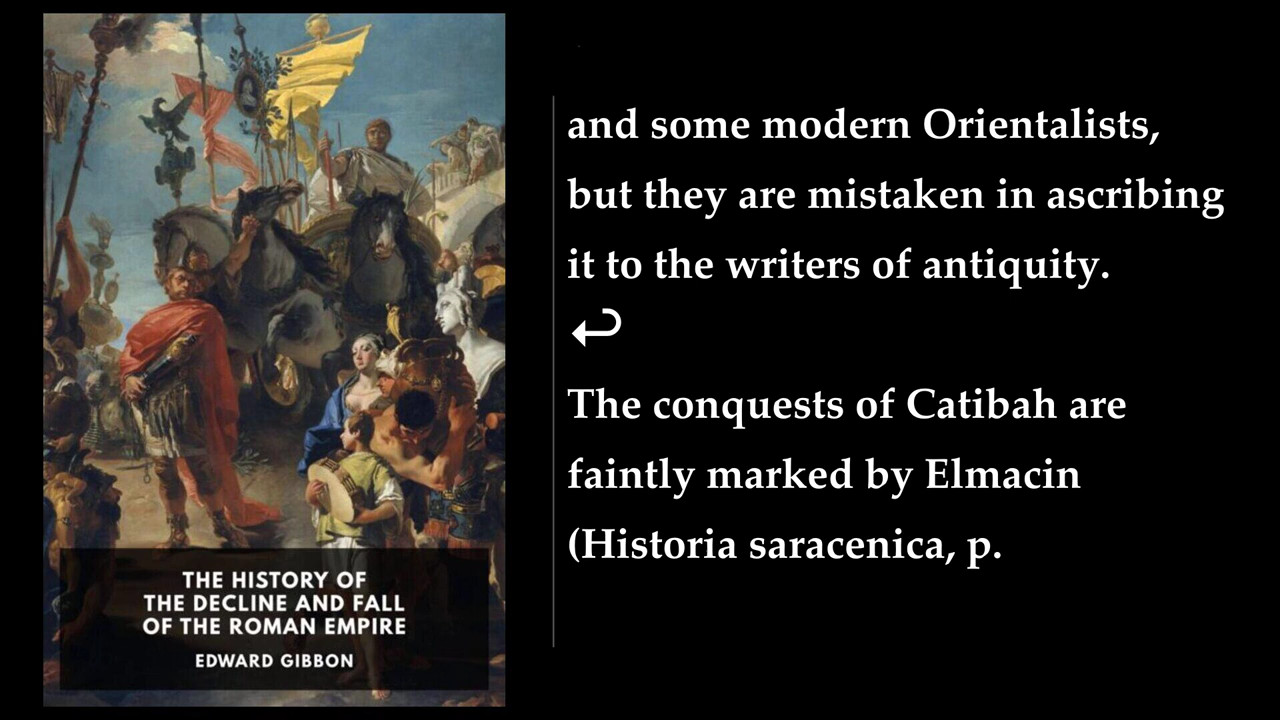 THE HISTORY OF
THE DECLINE AND FALL
OF THE ROMAN EMPIRE
EDWARD GIBBON
and some modern Orientalists,
but they are mistaken in ascribing
it to the writers of antiquity.
↩
The conquests of Catibah are
faintly marked by Elmacin
(Historia saracenica, p.